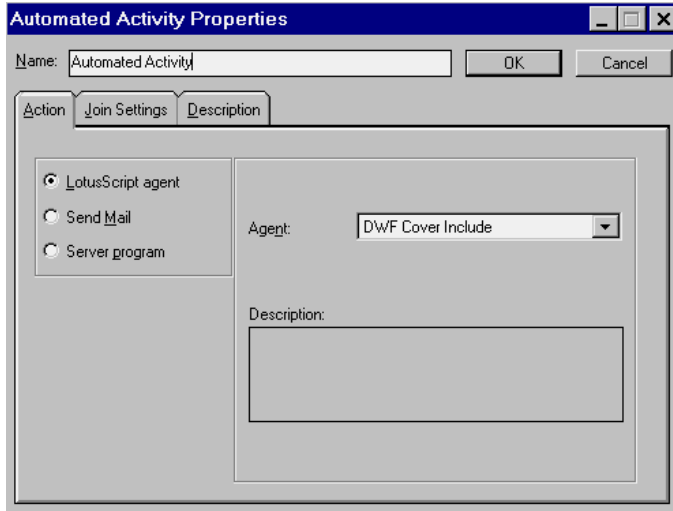 Automated Activity Properties
Name: Automated Activity OK Cancel
Action Join Settings Description
LotusScript agent
Send Mail
Agent: DWF Cover Include
Server program
Description: